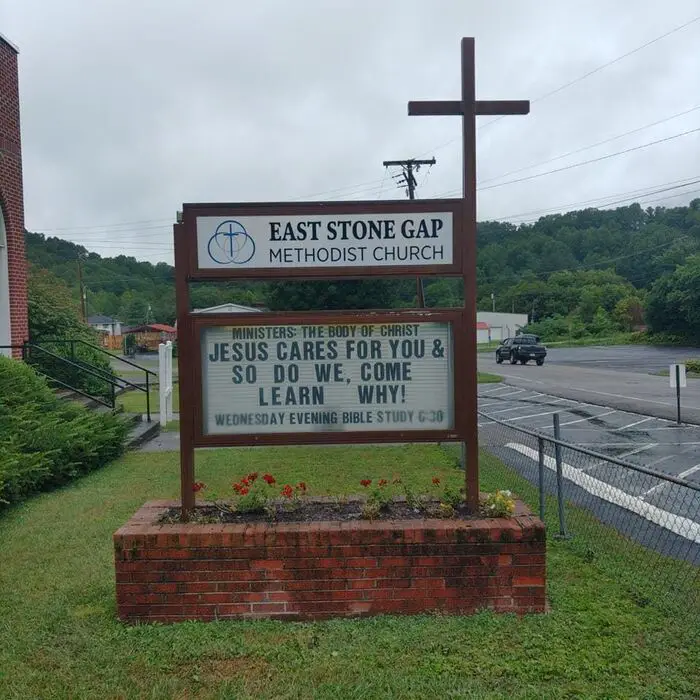 EAST STONE GAP
METHODIST CHURCH
MINISTERS: THE BODY OF CHRIST
JESUS CARES FOR YOU &
SO DO WE, COME
LEARN WHY!
WEDNESDAY EVENING BIBLE STUDY 6:30